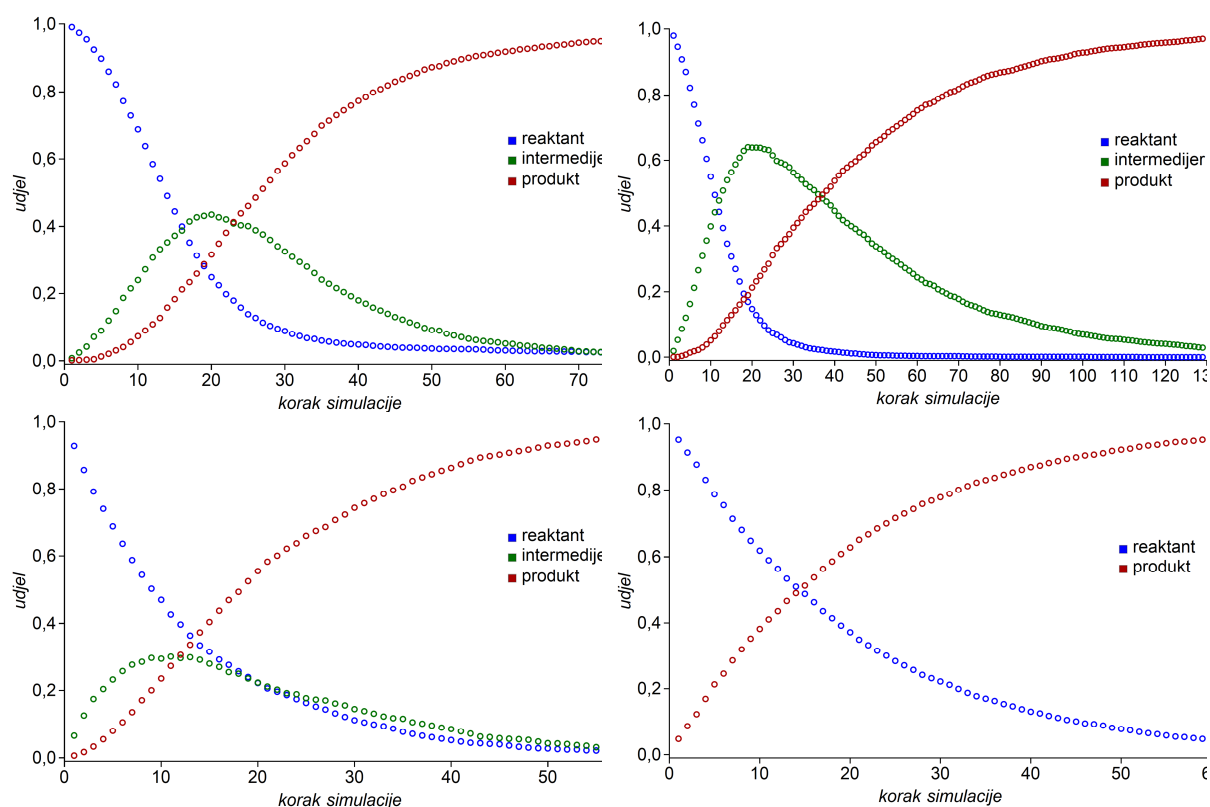 1,0
0,8
0,6
0,4
0,2
0,0
udjel
reaktant
intermedijer
produkt
0 10 20 30 40 50 60 70
korak simulacije
1,0
0,8
0,6
0,4
0,2
0,0
udjel
reaktant
intermedijer
produkt
0 10 20 30 40 50 60 70 80 90 100 110 120 13
korak simulacije
1,0
0,8
0,6
0,4
0,2
0,0
udjel
reaktant
intermedije
produkt
0 10 20 30 40 50
korak simulacije
1,0
0,8
0,6
0,4
0,2
0,0
udjel
reaktant
produkt
0 10 20 30 40 50 6
korak simulacije